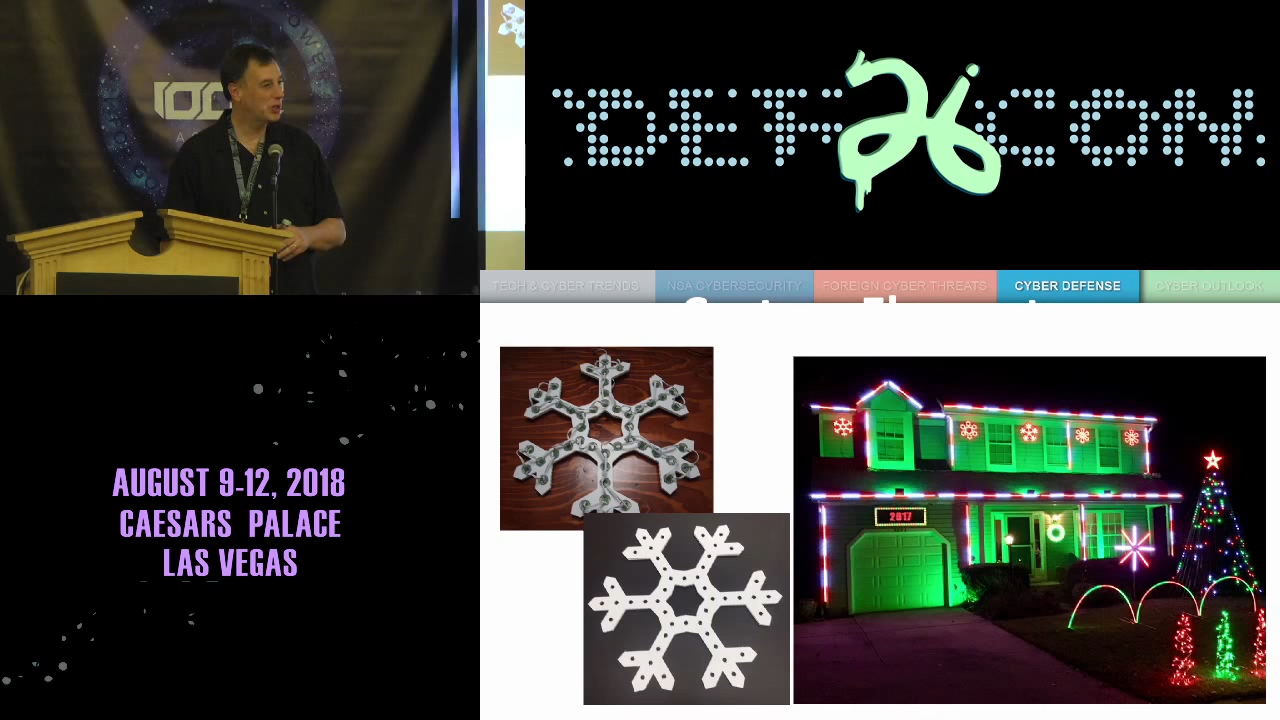 DEF CON
26
TECH & CYBER TRENDS
NSA CYBERSECURITY
FOREIGN CYBER THREATS
CYBER DEFENSE
CYBER OUTLOOK
2017
AUGUST 9-12, 2018
CAESARS PALACE
LAS VEGAS